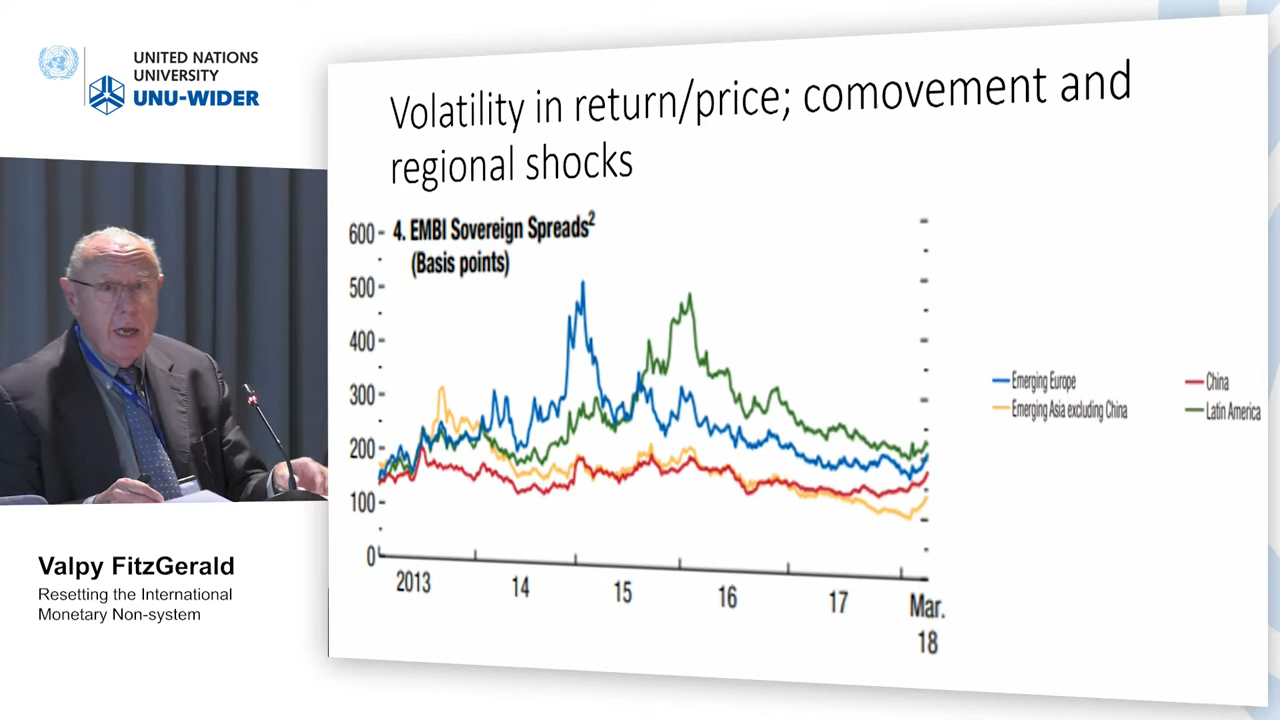 UNITED NATIONS
UNIVERSITY
UNU-WIDER
Volatility in return/price; comovement and
regional shocks
4. EMBI Sovereign Spreads2
(Basis points)
600
500
400
300
200
100
0
2013
14
15
16
17
Mar.
18
Emerging Europe
China
Emerging Asia excluding China
Latin America
Valpy FitzGerald
Resetting the International
Monetary Non-system